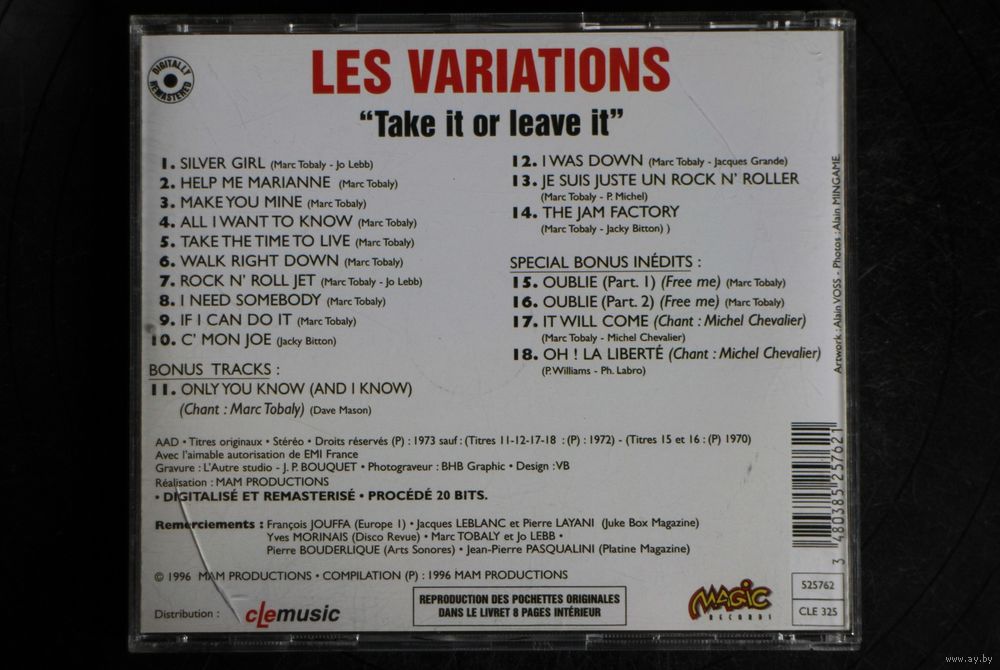 DIGITALLY REMASTERED
LES VARIATIONS
“Take it or leave it”
1. SILVER GIRL (Marc Tobaly - Jo Lebb)
2. HELP ME MARIANNE (Marc Tobaly)
3. MAKE YOU MINE (Marc Tobaly)
4. ALL I WANT TO KNOW (Marc Tobaly)
5. TAKE THE TIME TO LIVE (Marc Tobaly)
6. WALK RIGHT DOWN (Marc Tobaly)
7. ROCK N' ROLL JET (Marc Tobaly - Jo Lebb)
8. I NEED SOMEBODY (Marc Tobaly)
9. IF I CAN DO IT (Marc Tobaly)
10. C' MON JOE (Jacky Bitton)
BONUS TRACKS :
11. ONLY YOU KNOW (AND I KNOW)
(Chant : Marc Tobaly) (Dave Mason)
12. I WAS DOWN (Marc Tobaly - Jacques Grande)
13. JE SUIS JUSTE UN ROCK N' ROLLER
(Marc Tobaly - P. Michel)
14. THE JAM FACTORY
(Marc Tobaly - Jacky Bitton) )
SPECIAL BONUS INÉDITS :
15. OUBLIE (Part. 1) (Free me) (Marc Tobaly)
16. OUBLIE (Part. 2) (Free me) (Marc Tobaly)
17. IT WILL COME (Chant : Michel Chevalier)
(Marc Tobaly - Michel Chevalier)
18. OH ! LA LIBERTÉ (Chant : Michel Chevalier)
(P. Williams - Ph. Labro)
Artwork : Alain VOSS - Photos : Alain MINGAME
AAD • Titres originaux • Stéréo • Droits réservés (P) : 1973 sauf : (Titres 11-12-17-18 : (P) : 1972) - (Titres 15 et 16 : (P) 1970)
Avec l'aimable autorisation de EMI France
Gravure : L'Autre studio - J. P. BOUQUET • Photograveur : BHB Graphic • Design : VB
Réalisation : MAM PRODUCTIONS
• DIGITALISÉ ET REMASTERISÉ • PROCÉDÉ 20 BITS.
Remerciements : François JOUFFA (Europe 1) • Jacques LEBLANC et Pierre LAYANI (Juke Box Magazine)
Yves MORINAIS (Disco Revue) • Marc TOBALY et Jo LEBB •
Pierre BOUDERLIQUE (Arts Sonores) • Jean-Pierre PASQUALINI (Platine Magazine)
3 480385 257621
© 1996 MAM PRODUCTIONS • COMPILATION (P) : 1996 MAM PRODUCTIONS
Distribution : clemusic
REPRODUCTION DES POCHETTES ORIGINALES
DANS LE LIVRET 8 PAGES INTÉRIEUR
MAGIC
RECORDS
525762
CLE 325
www.ay.by